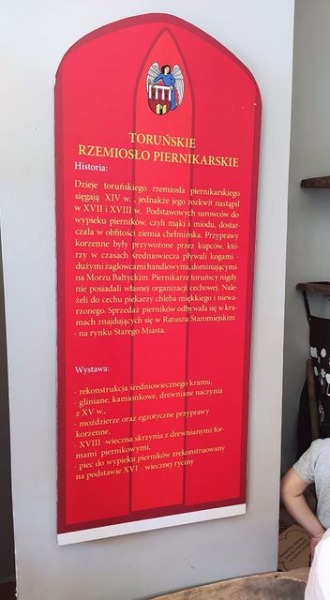 TORUŃSKIE
RZEMIOSŁO PIERNIKARSKIE
Historia:
Dzieje toruńskiego rzemiosła piernikarskiego
sięgają XIV w. , jednakże jego rozkwit nastąpił
w XVII i XVIII w. Podstawowych surowców do
wypieku pierników, czyli mąki i miodu, dostar-
czała w obfitości ziemia chełmińska. Przyprawy
korzenne były przywożone przez kupców, któ-
rzy w czasach średniowiecza pływali kogami -
dużymi żaglowcami handlowymi, dominującymi
na Morzu Bałtyckim. Piernikarze toruńscy nigdy
nie posiadali własnej organizacji cechowej. Nale-
żeli do cechu piekarzy chleba miękkiego i niewa-
rzonego. Sprzedaż pierników odbywała się w kra-
mach znajdujących się w Ratuszu Staromiejskim
- na rynku Starego Miasta.
Wystawa:
- rekonstrukcja średniowiecznego kramu,
- gliniane, kamionkowe, drewniane naczynia
z XV w.,
- moździerze oraz egzotyczne przyprawy
korzenne,
- XVIII -wieczna skrzynia z drewnianymi for-
mami piernikowymi,
- piec do wypieku pierników zrekonstruowany
na podstawie XVI - wiecznej ryciny